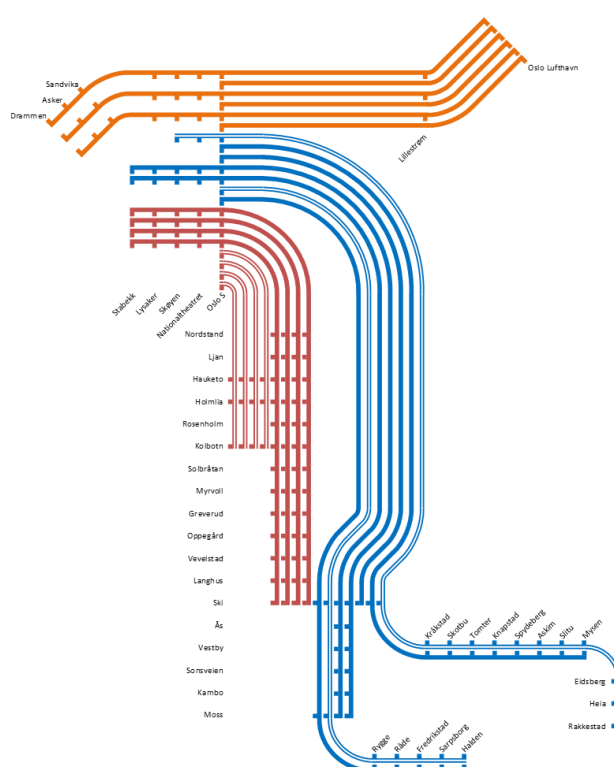 Oslo Lufthavn
Sandvika
Asker
Drammen
Lillestrøm
Stabekk
Lysaker
Skøyen
Nationaltheatret
Oslo S
Nordstand
Ljan
Hauketo
Holmlia
Rosenholm
Kolbotn
Solbråtan
Myrvoll
Greverud
Oppegård
Vevelstad
Langhus
Ski
Ås
Vestby
Sonsveien
Kambo
Moss
Kråkstad
Skotbu
Tomter
Knapstad
Spydeberg
Askim
Slitu
Mysen
Eidsberg
Heia
Rakkestad
Rygge
Råde
Fredrikstad
Sarpsborg
Halden